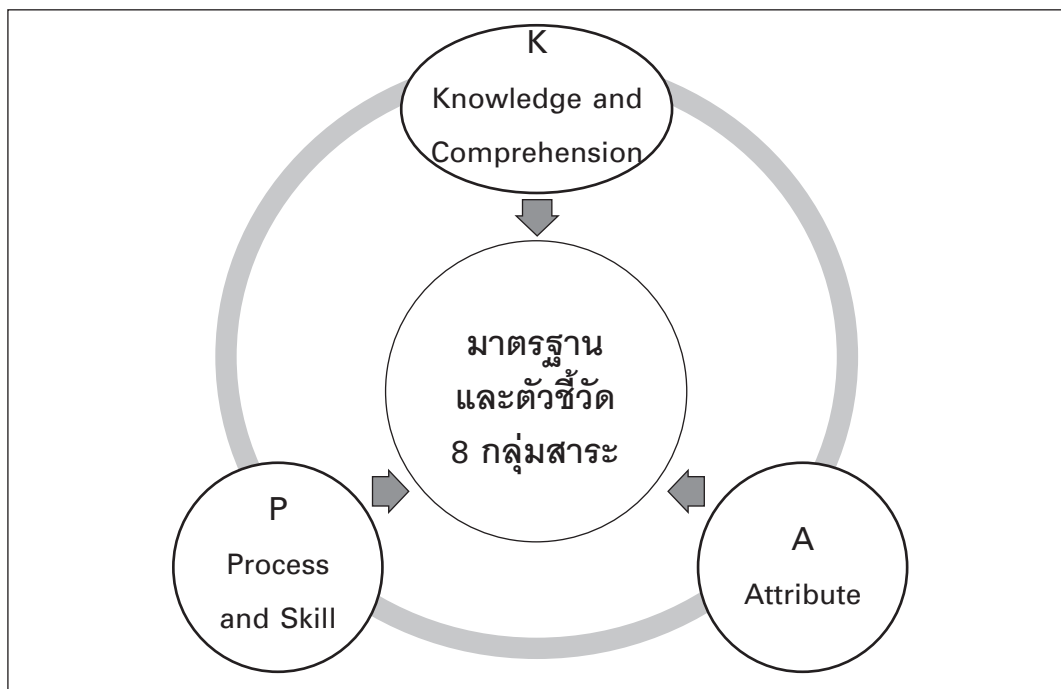 K
Knowledge and
Comprehension
มาตรฐาน
และตัวชี้วัด
8 กลุ่มสาระ
P
Process
and Skill
A
Attribute